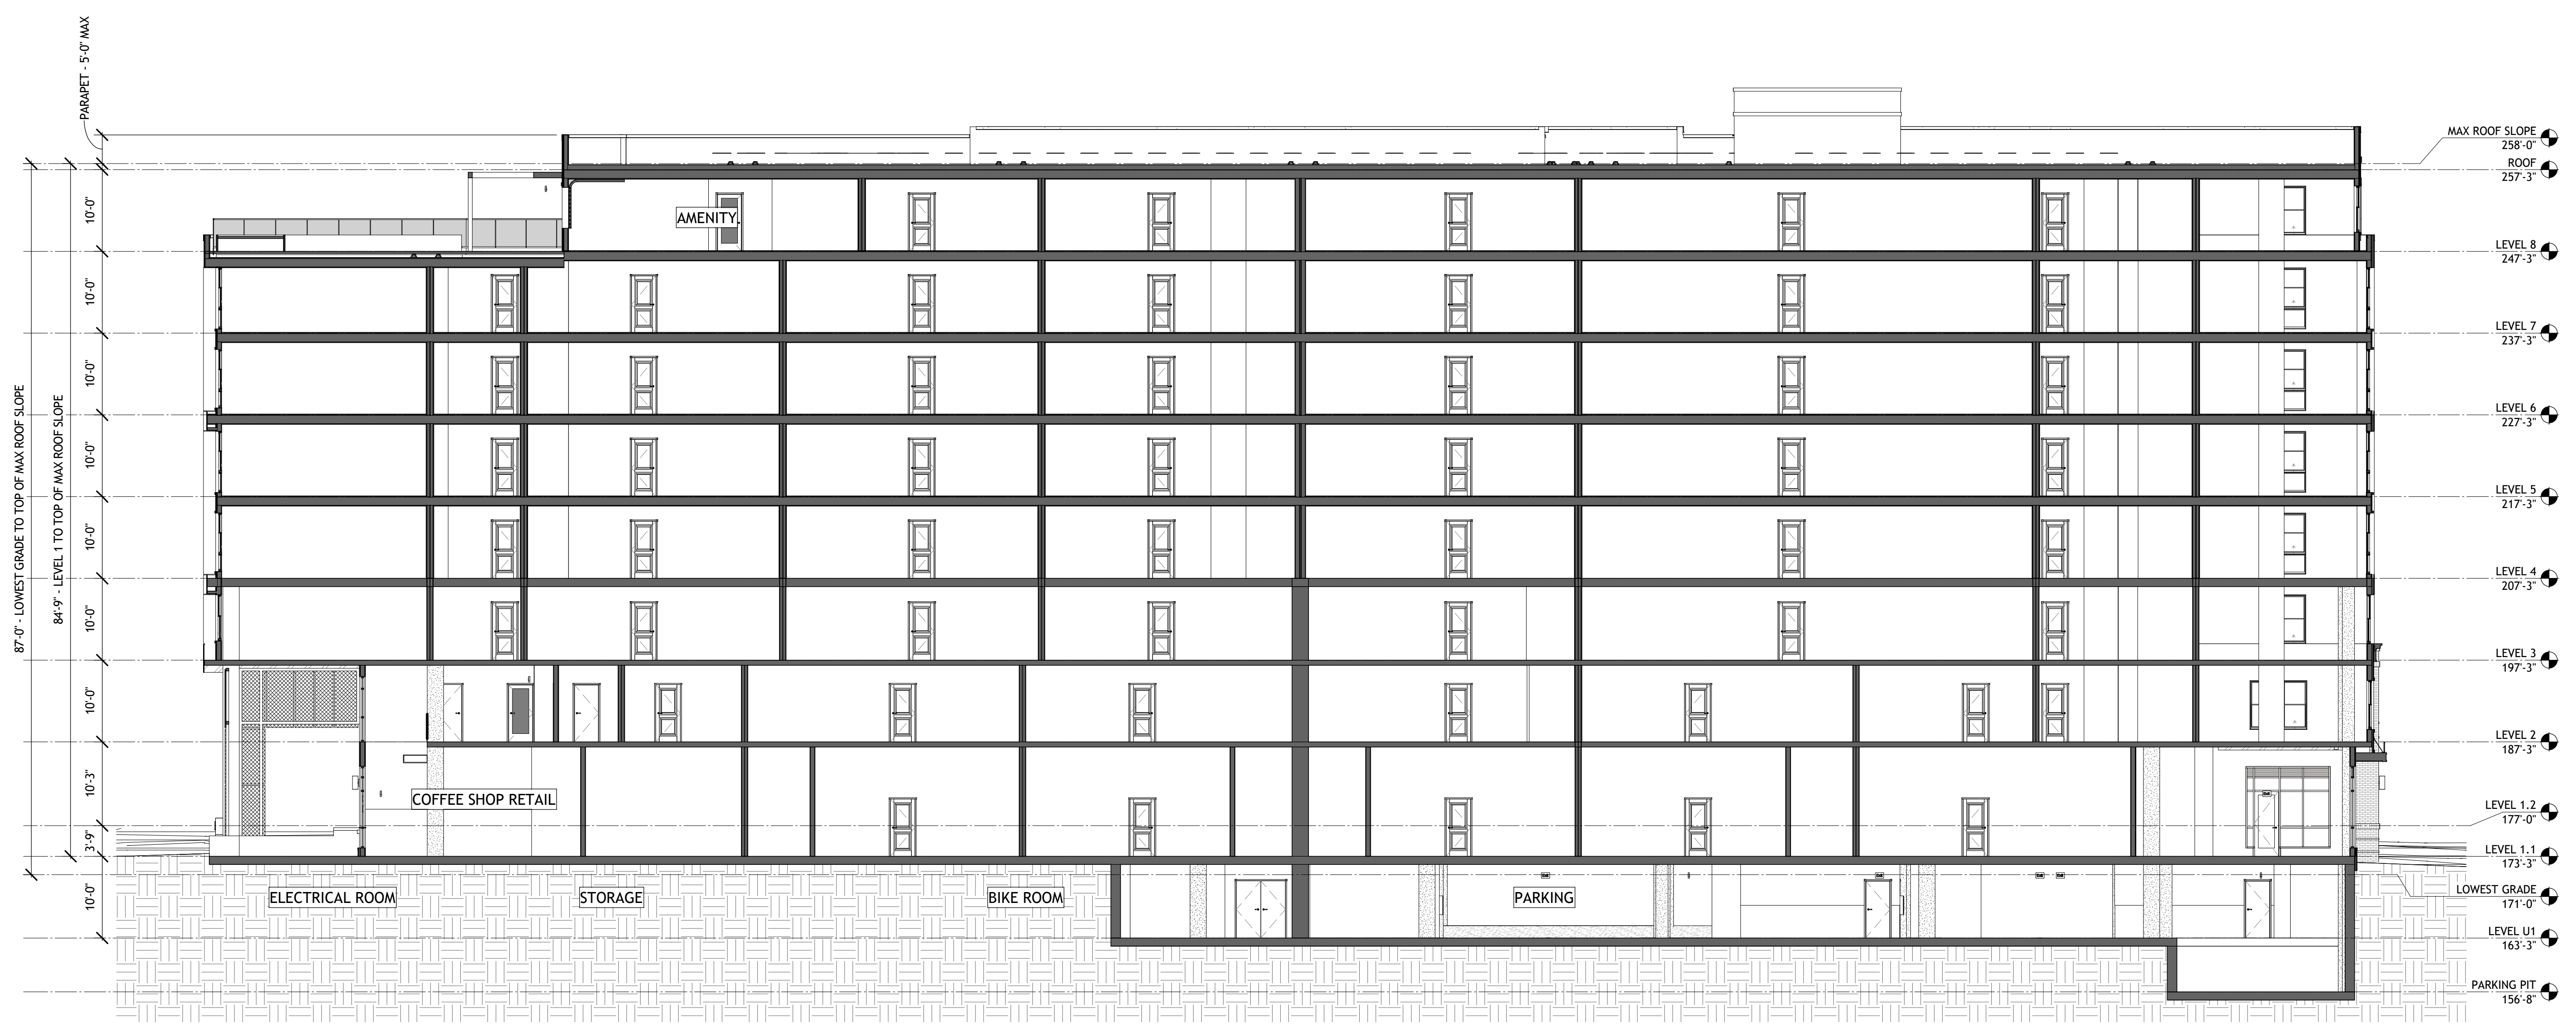 PARAPET - 5'-0" MAX
87'-0" - LOWEST GRADE TO TOP OF MAX ROOF SLOPE
84'-9" - LEVEL 1 TO TOP OF MAX ROOF SLOPE
10'-0"
10'-0"
10'-0"
10'-0"
10'-0"
10'-0"
10'-0"
10'-3"
3'-9"
10'-0"
AMENITY
COFFEE SHOP RETAIL
ELECTRICAL ROOM
STORAGE
BIKE ROOM
PARKING
MAX ROOF SLOPE
258'-0"
ROOF
257'-3"
LEVEL 8
247'-3"
LEVEL 7
237'-3"
LEVEL 6
227'-3"
LEVEL 5
217'-3"
LEVEL 4
207'-3"
LEVEL 3
197'-3"
LEVEL 2
187'-3"
LEVEL 1.2
177'-0"
LEVEL 1.1
173'-3"
LOWEST GRADE
171'-0"
LEVEL U1
163'-3"
PARKING PIT
156'-8"